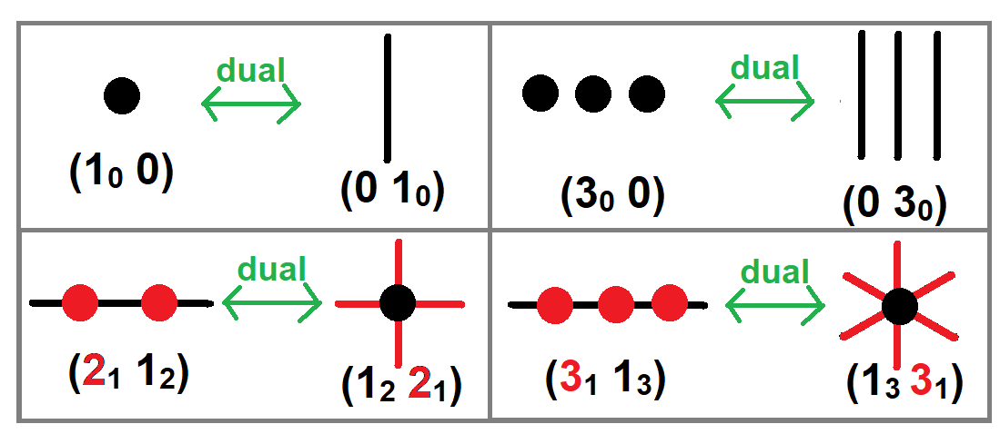 dual
(1₀ 0)
(0 1₀)
dual
(3₀ 0)
(0 3₀)
dual
(2₁ 1₂)
(1₂ 2₁)
dual
(3₁ 1₃)
(1₃ 3₁)